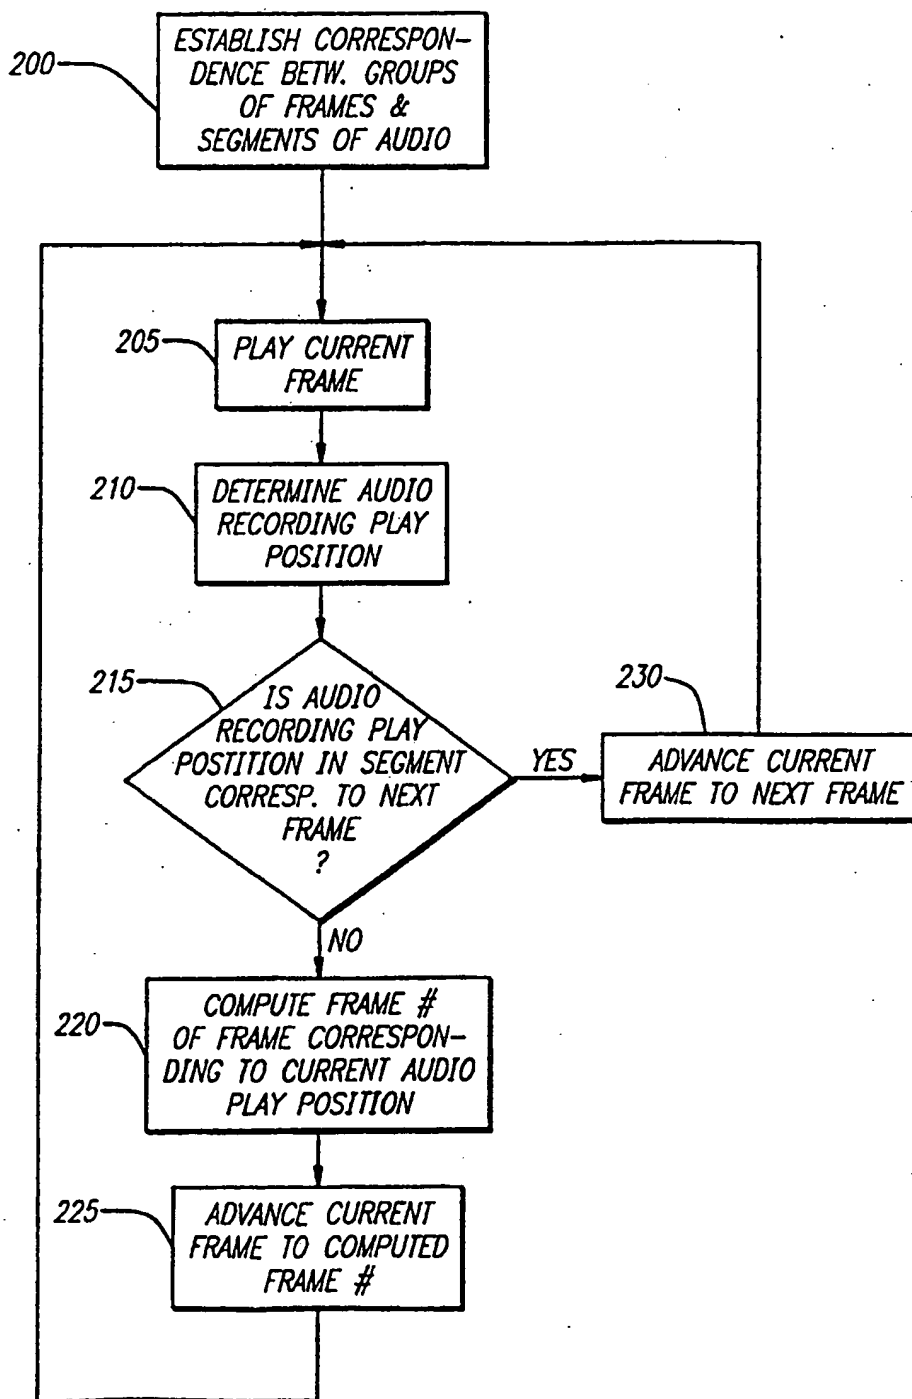 200
ESTABLISH CORRESPON-
DENCE BETW. GROUPS
OF FRAMES &
SEGMENTS OF AUDIO
205
PLAY CURRENT
FRAME
210
DETERMINE AUDIO
RECORDING PLAY
POSITION
215
IS AUDIO
RECORDING PLAY
POSTITION IN SEGMENT
CORRESP. TO NEXT
FRAME
?
YES
230
ADVANCE CURRENT
FRAME TO NEXT FRAME
NO
220
COMPUTE FRAME #
OF FRAME CORRESPON-
DING TO CURRENT AUDIO
PLAY POSITION
225
ADVANCE CURRENT
FRAME TO COMPUTED
FRAME #